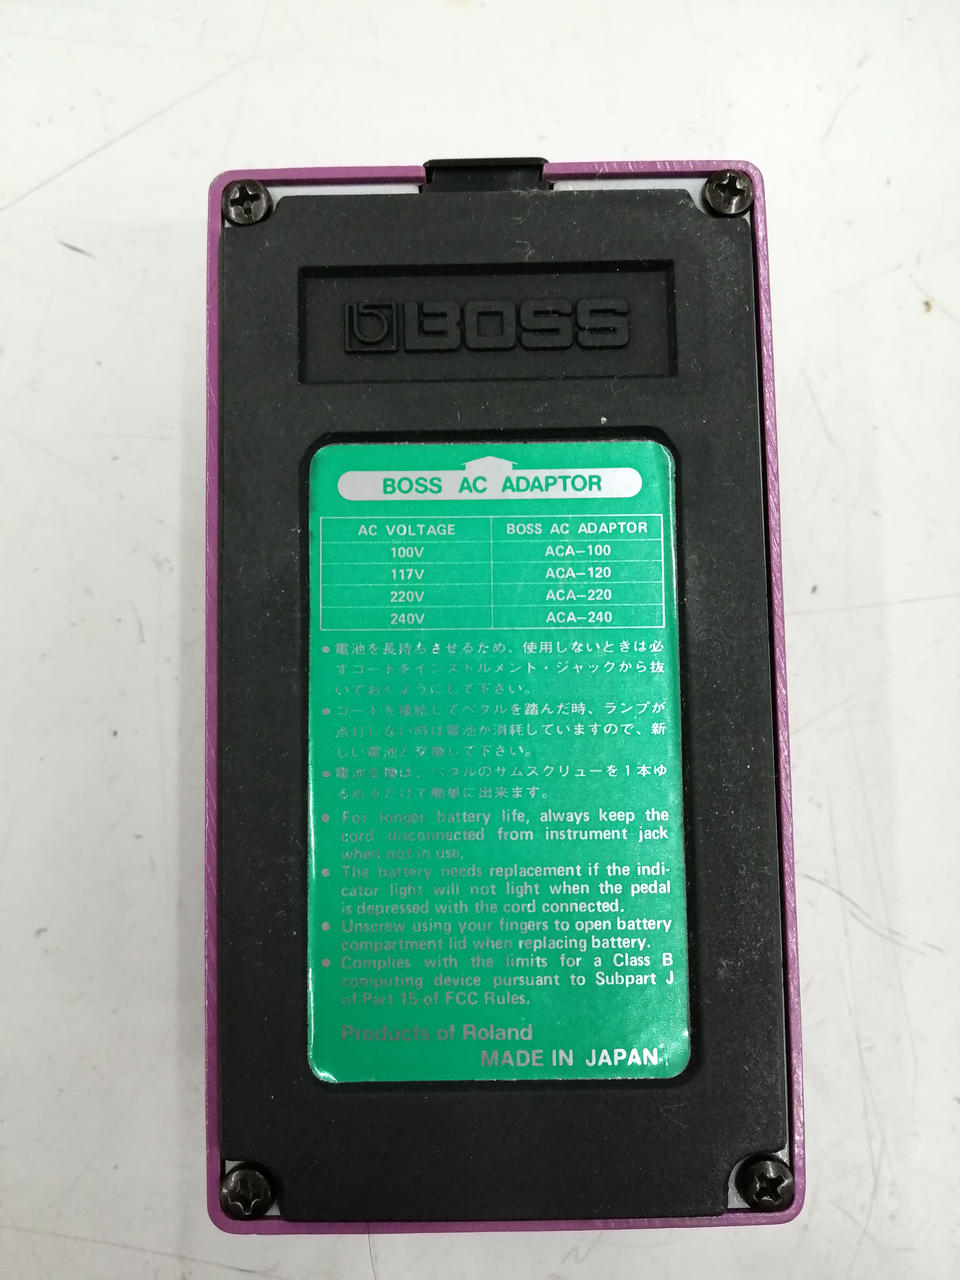 BOSS
BOSS AC ADAPTOR
AC VOLTAGE BOSS AC ADAPTOR
100V ACA-100
117V ACA-120
220V ACA-220
240V ACA-240
● 電池を長持ちさせるため、使用しないときは必
ずコードをインストルメント・ジャックから抜
いておくようにして下さい。
● コードを接続してペダルを踏んだ時、ランプが
点灯しない時は電池が消耗していますので、新
しい電池と交換して下さい。
● 電池交換は、ペダルのサムスクリューを1本ゆ
るめるだけで簡単に出来ます。
● For longer battery life, always keep the
cord disconnected from instrument jack
when not in use.
● The battery needs replacement if the indi-
cator light will not light when the pedal
is depressed with the cord connected.
● Unscrew using your fingers to open battery
compartment lid when replacing battery.
● Complies with the limits for a Class B
computing device pursuant to Subpart J
of Part 15 of FCC Rules.
Products of Roland
MADE IN JAPAN